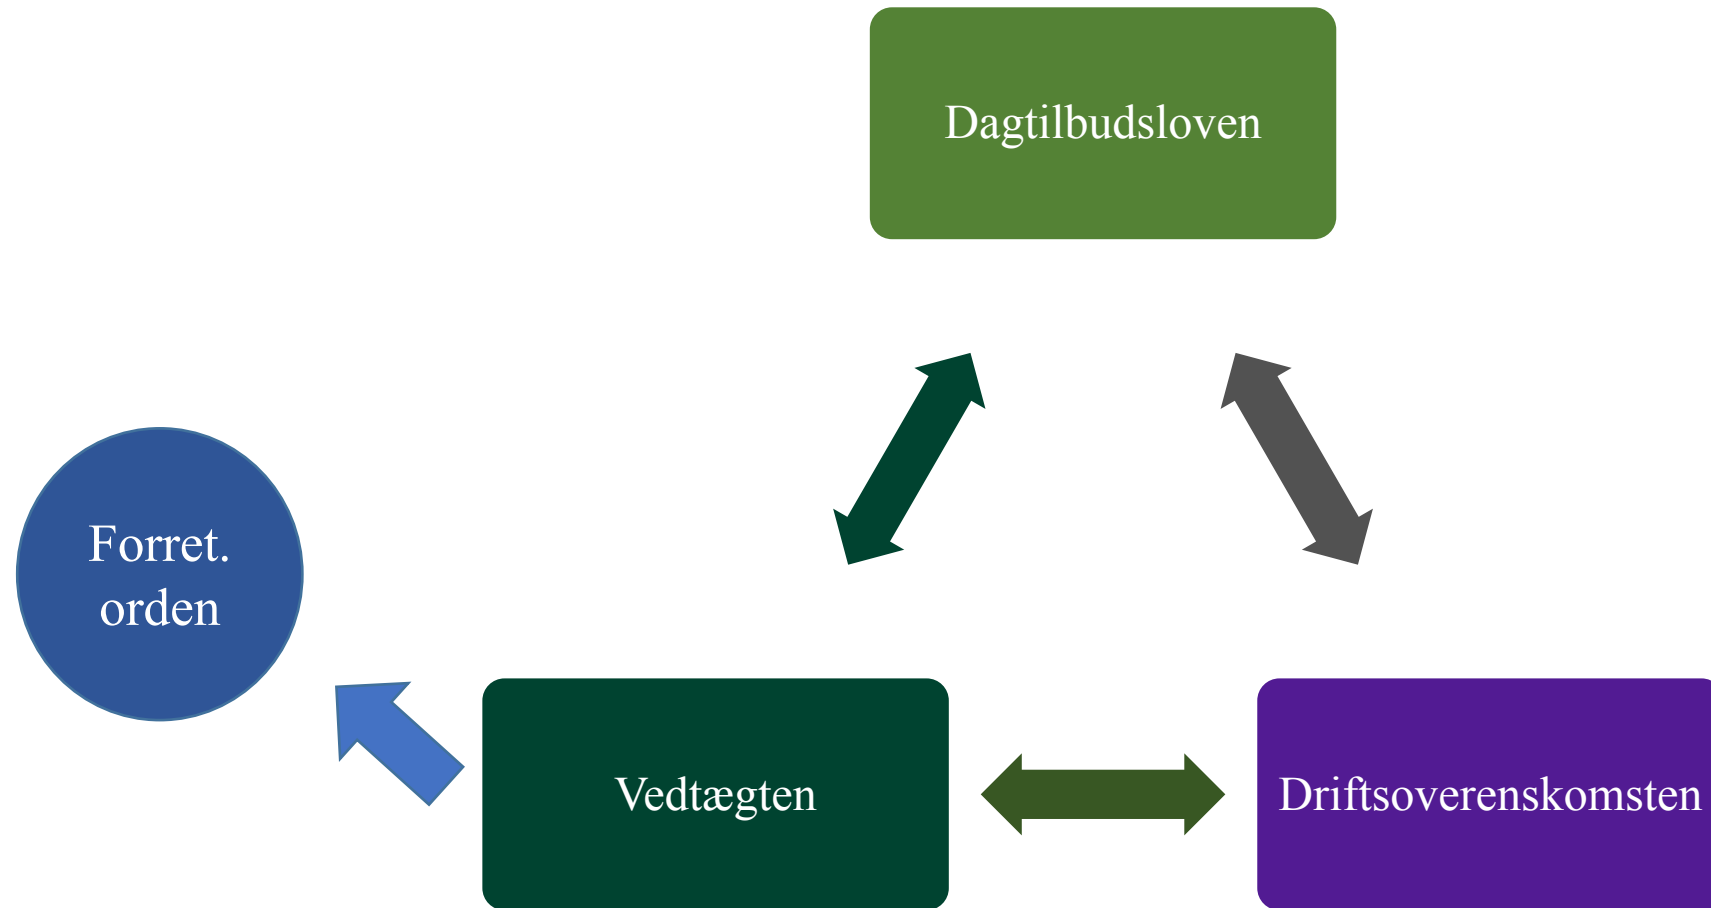 Dagtilbudsloven
Forret.
orden
Vedtægten
Driftsoverenskomsten